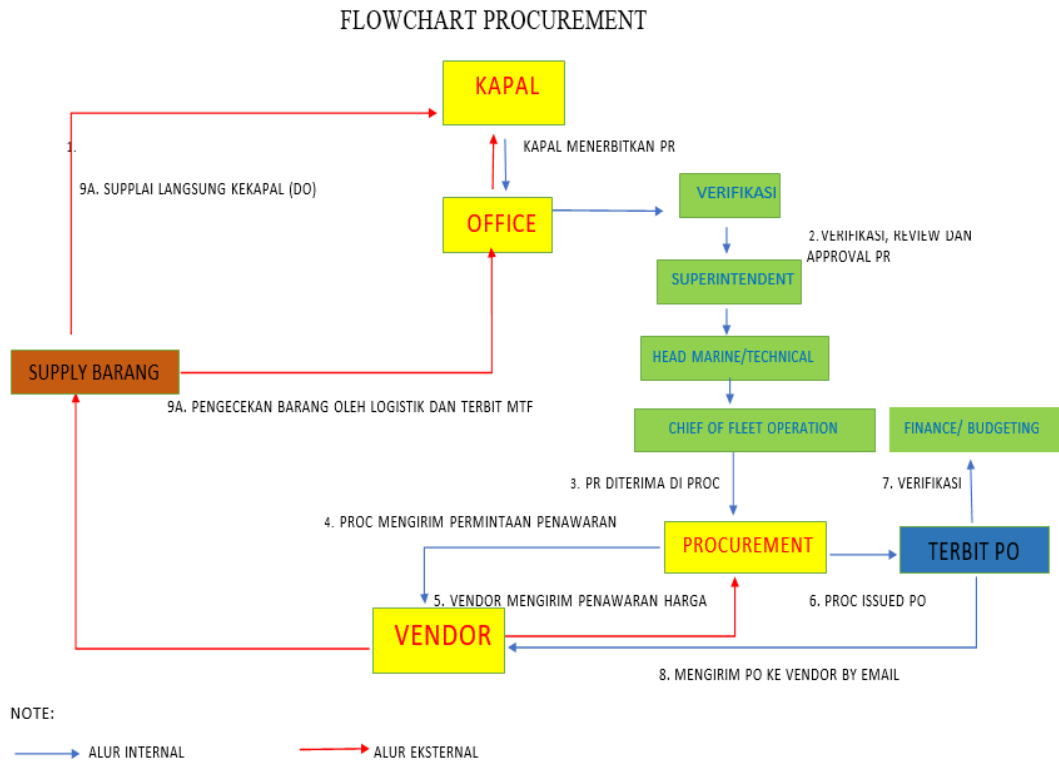 FLOWCHART PROCUREMENT
KAPAL
1.
KAPAL MENERBITKAN PR
9A. SUPPLAI LANGSUNG KEKAPAL (DO)
VERIFIKASI
OFFICE
2. VERIFIKASI, REVIEW DAN
APPROVAL PR
SUPERINTENDENT
HEAD MARINE/TECHNICAL
SUPPLY BARANG
9A. PENGECEKAN BARANG OLEH LOGISTIK DAN TERBIT MTF
CHIEF OF FLEET OPERATION
FINANCE/ BUDGETING
3. PR DITERIMA DI PROC
7. VERIFIKASI
4. PROC MENGIRIM PERMINTAAN PENAWARAN
PROCUREMENT
TERBIT PO
5. VENDOR MENGIRIM PENAWARAN HARGA
6. PROC ISSUED PO
VENDOR
8. MENGIRIM PO KE VENDOR BY EMAIL
NOTE:
ALUR INTERNAL
ALUR EKSTERNAL